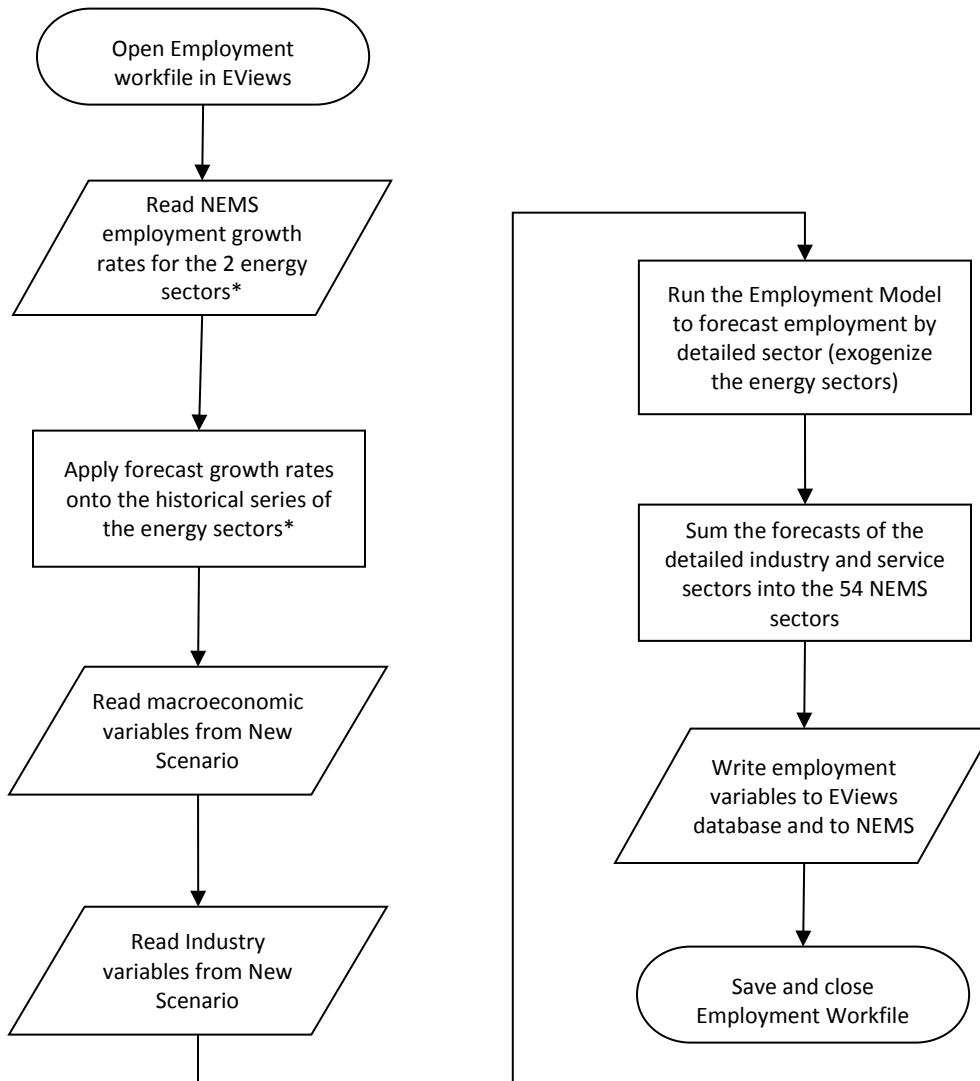 Open Employment
workfile in EViews
Read NEMS
employment growth
rates for the 2 energy
sectors*
Apply forecast growth rates
onto the historical series of
the energy sectors*
Read macroeconomic
variables from New
Scenario
Read Industry
variables from New
Scenario
Run the Employment Model
to forecast employment by
detailed sector (exogenize
the energy sectors)
Sum the forecasts of the
detailed industry and service
sectors into the 54 NEMS
sectors
Write employment
variables to EViews
database and to NEMS
Save and close
Employment Workfile